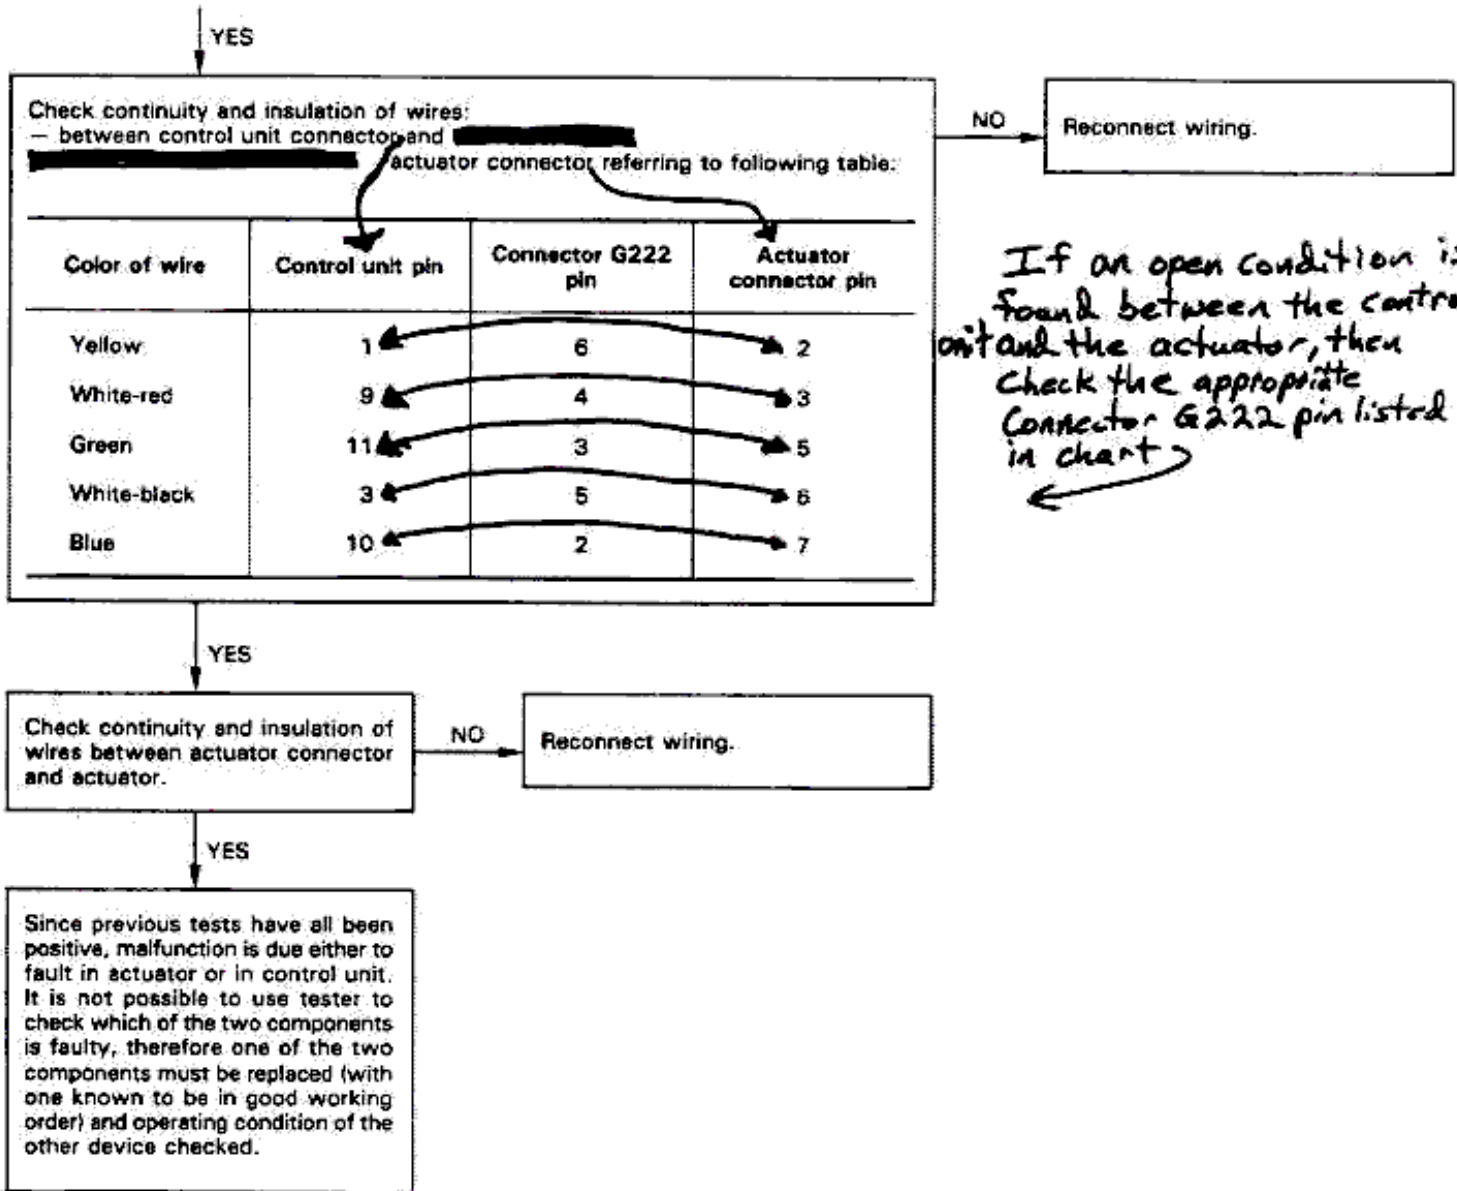 YES
Check continuity and insulation of wires:
— between control unit connector and
actuator connector referring to following table:
NO
Reconnect wiring.
Color of wire
Control unit pin
Connector G222
pin
Actuator
connector pin
Yellow 1 6 2
White-red 9 4 3
Green 11 3 5
White-black 3 5 6
Blue 10 2 7
If an open condition is
found between the contro
unit and the actuator, then
check the appropriate
Connector G222 pin listed
in chart
YES
Check continuity and insulation of
wires between actuator connector
and actuator.
NO
Reconnect wiring.
YES
Since previous tests have all been
positive, malfunction is due either to
fault in actuator or in control unit.
It is not possible to use tester to
check which of the two components
is faulty, therefore one of the two
components must be replaced (with
one known to be in good working
order) and operating condition of the
other device checked.